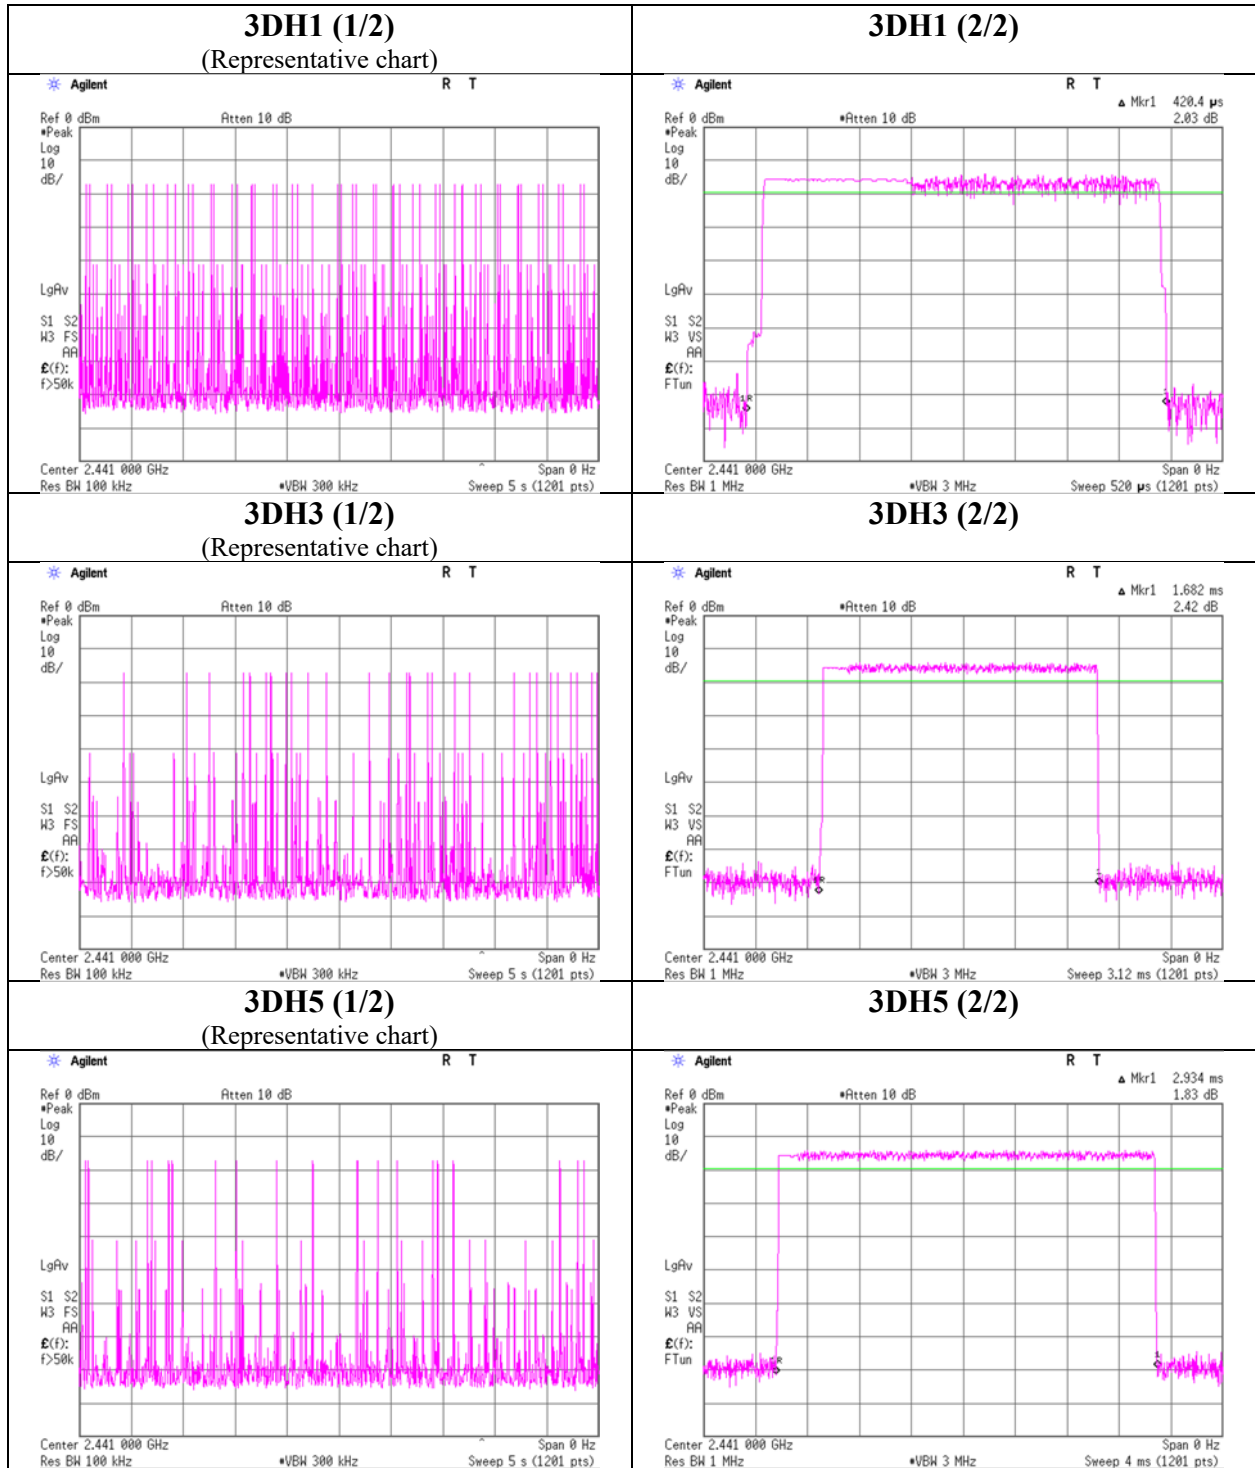 3DH1 (1/2)
(Representative chart)
Agilent R T
Ref 0 dBm Atten 10 dB
*Peak
Log
10
dB/
LgAv
S1 S2
W3 FS
AA
£(f):
f>50k
Center 2.441 000 GHz Span 0 Hz
Res BW 100 kHz *VBW 300 kHz Sweep 5 s (1201 pts)
3DH1 (2/2)
Agilent R T
Δ Mkr1 420.4 µs
Ref 0 dBm *Atten 10 dB 2.03 dB
*Peak
Log
10
dB/
LgAv
S1 S2
W3 VS
AA
£(f):
FTun
1R
1
Center 2.441 000 GHz Span 0 Hz
Res BW 1 MHz *VBW 3 MHz Sweep 520 µs (1201 pts)
3DH3 (1/2)
(Representative chart)
Agilent R T
Ref 0 dBm Atten 10 dB
*Peak
Log
10
dB/
LgAv
S1 S2
W3 FS
AA
£(f):
f>50k
Center 2.441 000 GHz Span 0 Hz
Res BW 100 kHz *VBW 300 kHz Sweep 5 s (1201 pts)
3DH3 (2/2)
Agilent R T
Δ Mkr1 1.682 ms
Ref 0 dBm *Atten 10 dB 2.42 dB
*Peak
Log
10
dB/
LgAv
S1 S2
W3 VS
AA
£(f):
FTun
R
1
Center 2.441 000 GHz Span 0 Hz
Res BW 1 MHz *VBW 3 MHz Sweep 3.12 ms (1201 pts)
3DH5 (1/2)
(Representative chart)
Agilent R T
Ref 0 dBm Atten 10 dB
*Peak
Log
10
dB/
LgAv
S1 S2
W3 FS
AA
£(f):
f>50k
Center 2.441 000 GHz Span 0 Hz
Res BW 100 kHz *VBW 300 kHz Sweep 5 s (1201 pts)
3DH5 (2/2)
Agilent R T
Δ Mkr1 2.934 ms
Ref 0 dBm *Atten 10 dB 1.83 dB
*Peak
Log
10
dB/
LgAv
S1 S2
W3 VS
AA
£(f):
FTun
R
1
Center 2.441 000 GHz Span 0 Hz
Res BW 1 MHz *VBW 3 MHz Sweep 4 ms (1201 pts)